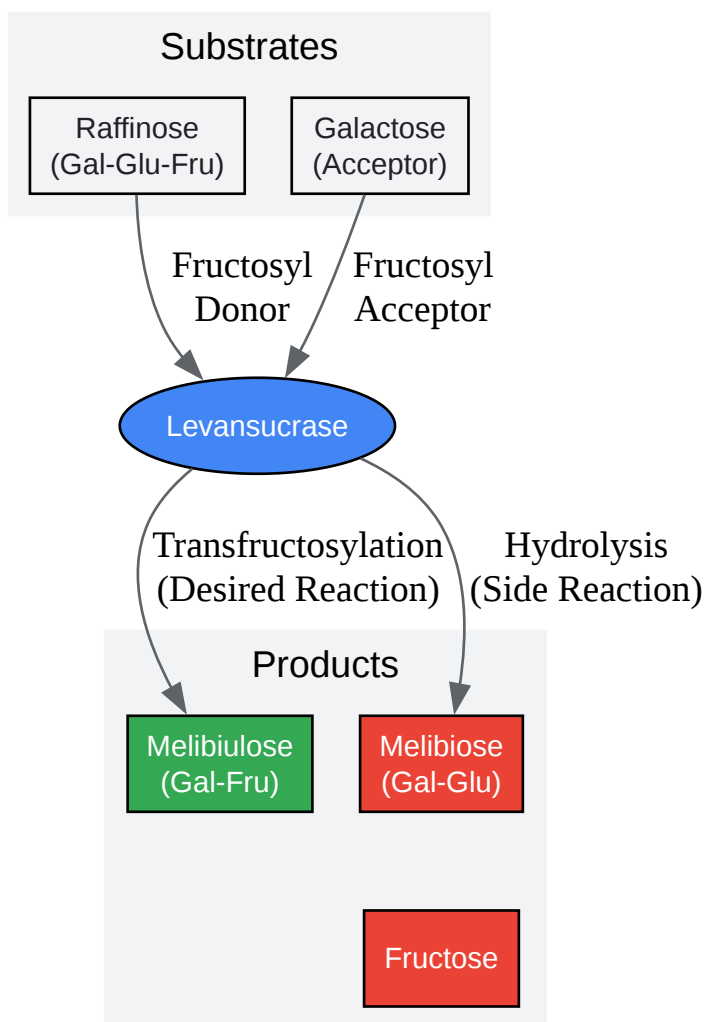 Substrates
Raffinose
(Gal-Glu-Fru)
Galactose
(Acceptor)
Fructosyl
Donor
Fructosyl
Acceptor
Levansucrase
Transfructosylation
(Desired Reaction)
Hydrolysis
(Side Reaction)
Products
Melibiulose
(Gal-Fru)
Melibiose
(Gal-Glu)
Fructose